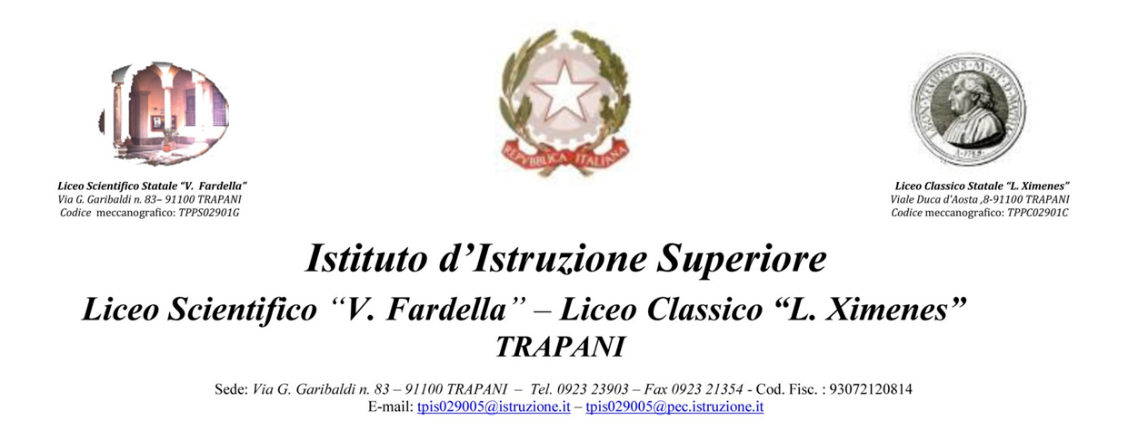 REPVBBLICA ITALIANA
Liceo Scientifico Statale “V. Fardella”
Via G. Garibaldi n. 83– 91100 TRAPANI
Codice meccanografico: TPPS02901G
Liceo Classico Statale “L. Ximenes”
Viale Duca d'Aosta ,8-91100 TRAPANI
Codice meccanografico: TPPC02901C
Istituto d’Istruzione Superiore
Liceo Scientifico “V. Fardella” – Liceo Classico “L. Ximenes”
TRAPANI
Sede: Via G. Garibaldi n. 83 – 91100 TRAPANI – Tel. 0923 23903 – Fax 0923 21354 - Cod. Fisc. : 93072120814
E-mail: tpis029005@istruzione.it – tpis029005@pec.istruzione.it